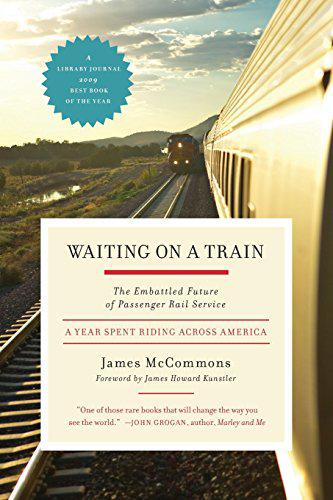 A
LIBRARY JOURNAL
2009
BEST BOOK
OF THE YEAR
WAITING ON A TRAIN
The Embattled Future
of Passenger Rail Service
A YEAR SPENT RIDING ACROSS AMERICA
James McCommons
Foreword by James Howard Kunstler
"One of those rare books that will change the way you
see the world." —JOHN GROGAN, author, Marley and Me